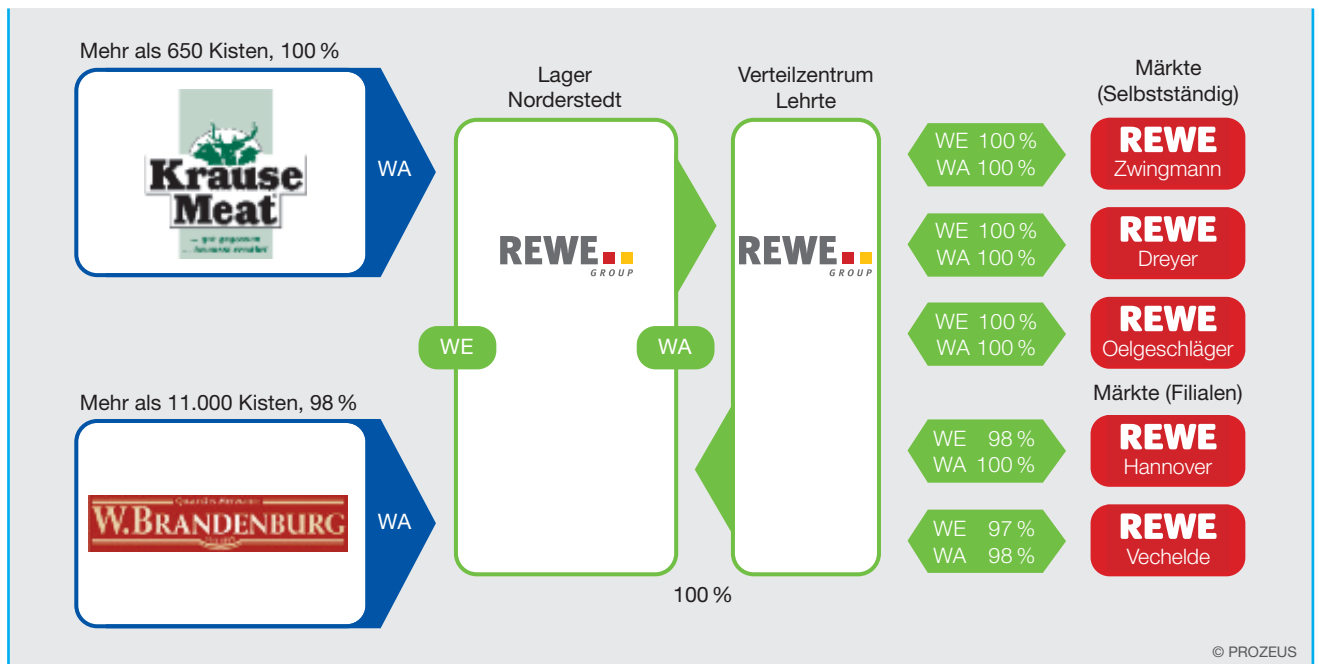 Mehr als 650 Kisten, 100 %
Krause
Meat
WA
Mehr als 11.000 Kisten, 98 %
W. BRANDENBURG
WA
Lager
Norderstedt
REWE
GROUP
WE
WA
Verteilzentrum
Lehrte
REWE
GROUP
100 %
Märkte
(Selbstständig)
WE 100 %
WA 100 %
REWE
Zwingmann
WE 100 %
WA 100 %
REWE
Dreyer
WE 100 %
WA 100 %
REWE
Oelgeschläger
Märkte (Filialen)
WE 98 %
WA 100 %
REWE
Hannover
WE 97 %
WA 98 %
REWE
Vechelde
© PROZEUS